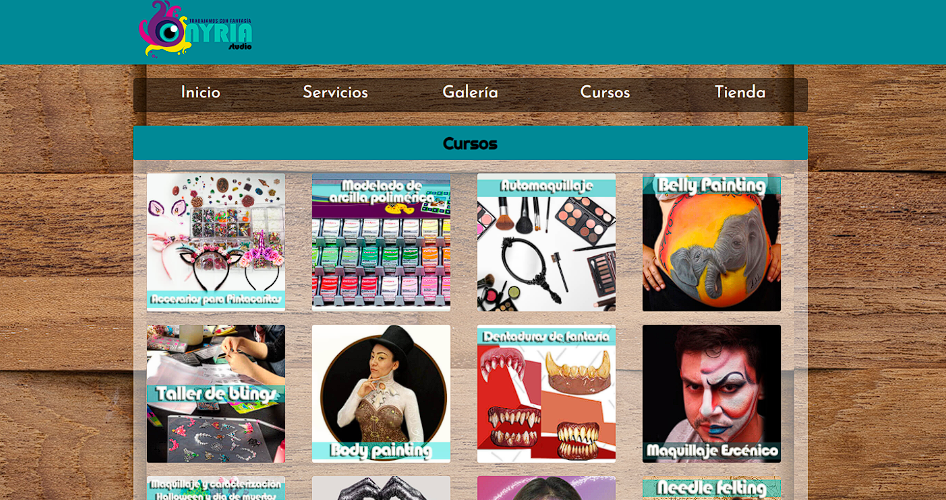 TRABAJAMOS CON FANTASÍA
ONYRIA
studio
Inicio
Servicios
Galería
Cursos
Tienda
Cursos
Accesorios para Pintacaritas
Modelado de
arcilla polimérica
Automaquillaje
Belly Painting
Taller de blings
Body painting
Dentaduras de fantasía
Maquillaje Escénico
Maquillaje y caracterización
Halloween y día de muertos
Needle felting